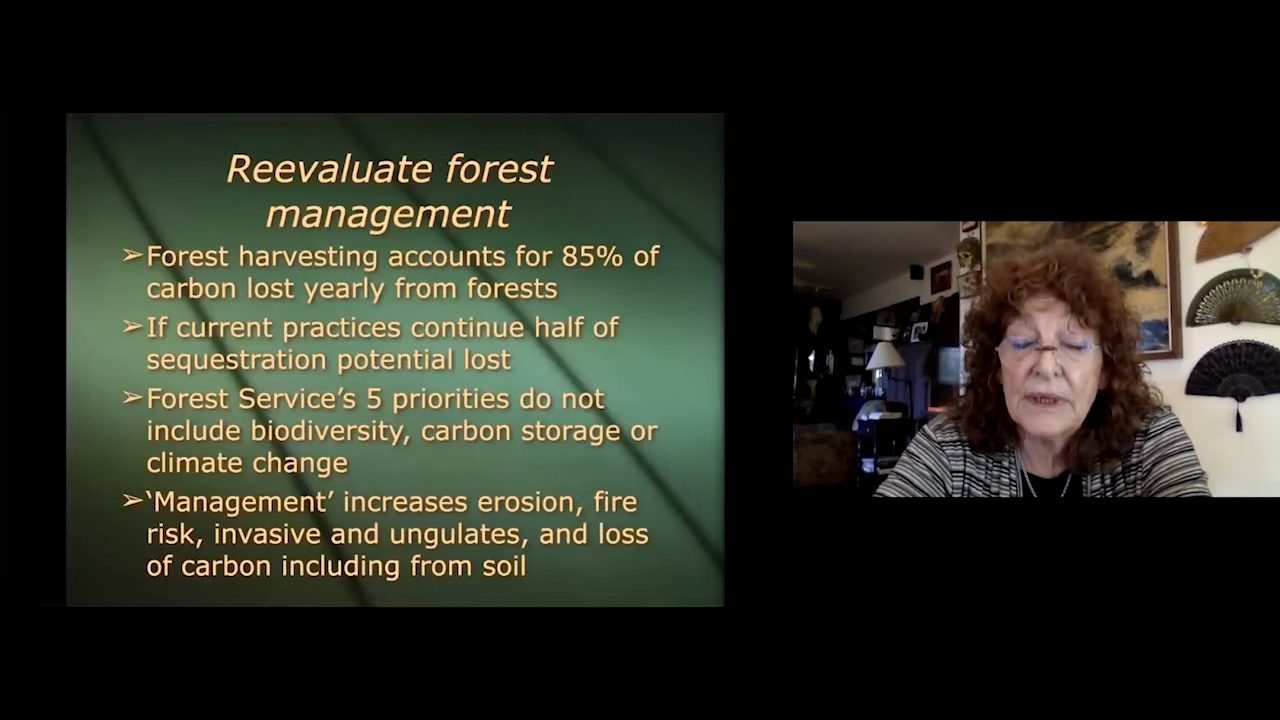 Reevaluate forest
management
➢Forest harvesting accounts for 85% of
carbon lost yearly from forests
➢If current practices continue half of
sequestration potential lost
➢Forest Service’s 5 priorities do not
include biodiversity, carbon storage or
climate change
➢‘Management’ increases erosion, fire
risk, invasive and ungulates, and loss
of carbon including from soil